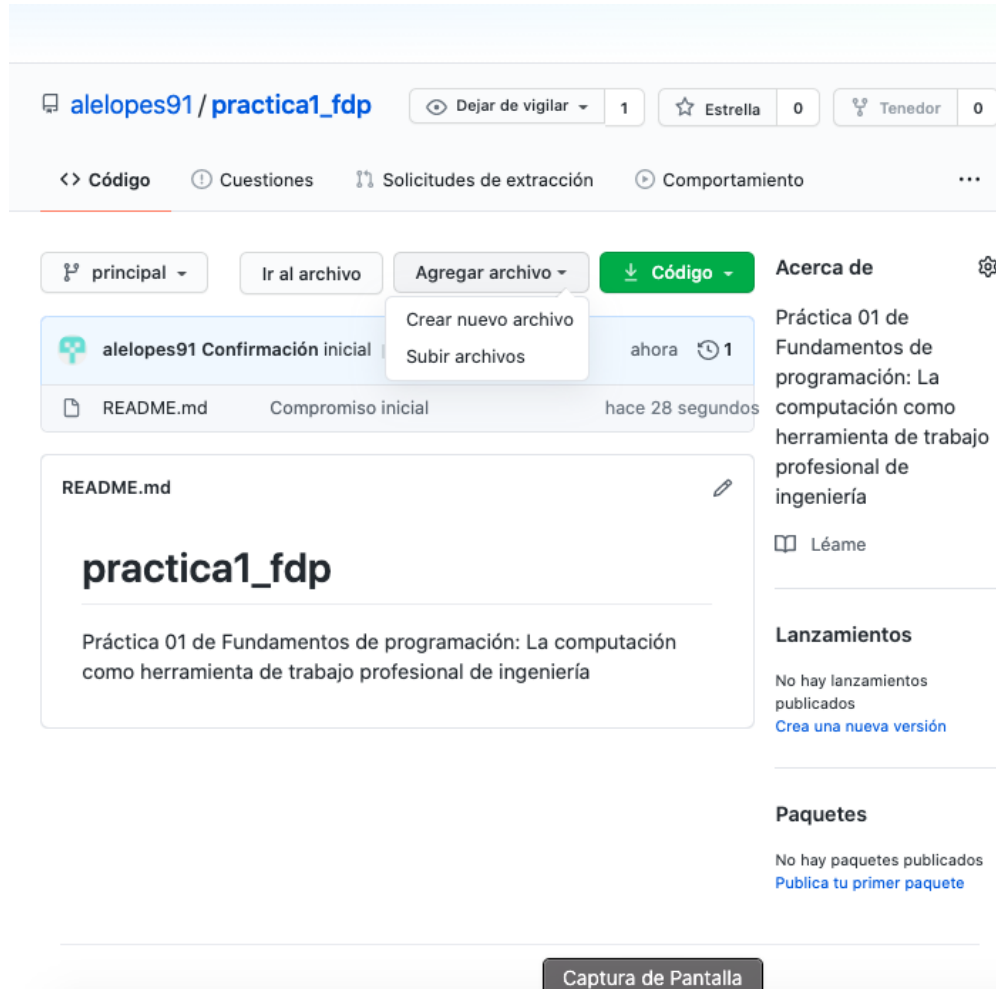 alelopes91 / practica1_fdp Dejar de vigilar 1 Estrella 0 Tenedor 0
<> Código Cuestiones Solicitudes de extracción Comportamiento ...
principal Ir al archivo Agregar archivo Código
Crear nuevo archivo
Subir archivos
alelopes91 Confirmación inicial ahora 1
README.md Compromiso inicial hace 28 segundos
README.md
practica1_fdp
Práctica 01 de Fundamentos de programación: La computación
como herramienta de trabajo profesional de ingeniería
Acerca de
Práctica 01 de
Fundamentos de
programación: La
computación como
herramienta de trabajo
profesional de
ingeniería
Léame
Lanzamientos
No hay lanzamientos
publicados
Crea una nueva versión
Paquetes
No hay paquetes publicados
Publica tu primer paquete
Captura de Pantalla